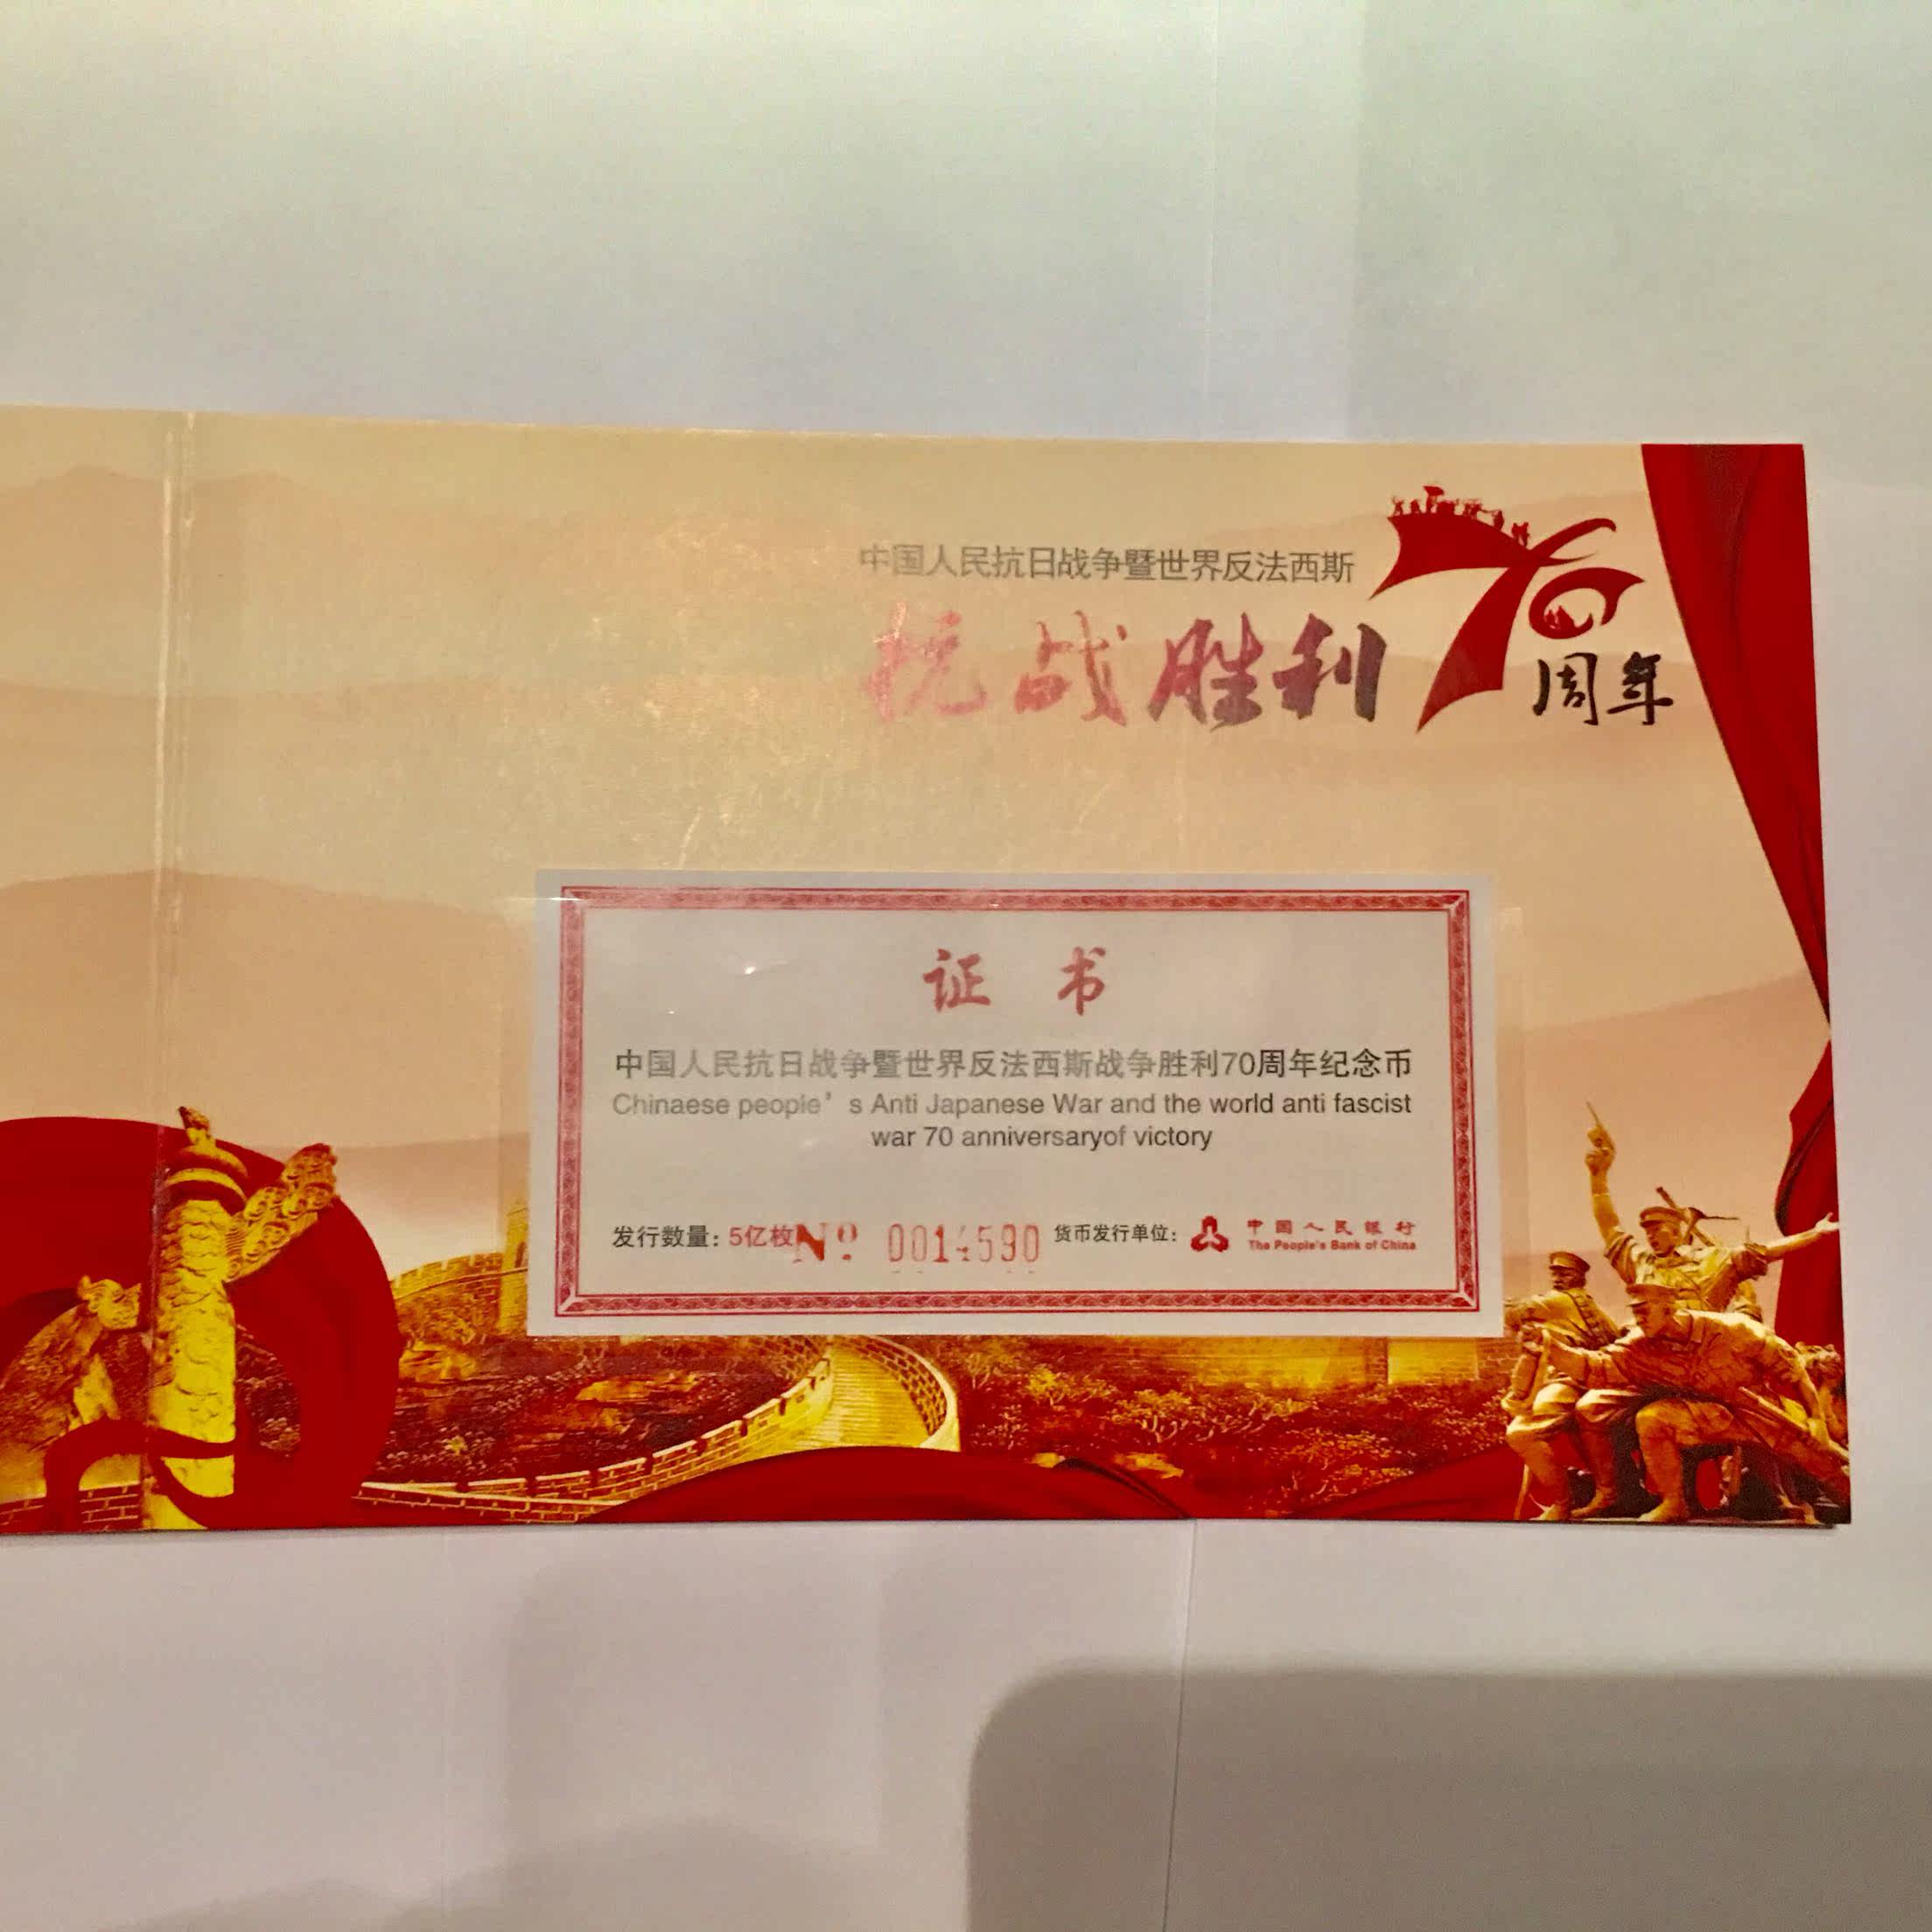 中国人民抗日战争暨世界反法西斯
抗战胜利
70
周年
证 书
中国人民抗日战争暨世界反法西斯战争胜利70周年纪念币
Chinaese people’s Anti Japanese War and the world anti fascist
war 70 anniversaryof victory
发行数量：5亿枚 Nº 0014590 货币发行单位： 中国人民银行
The People's Bank of China